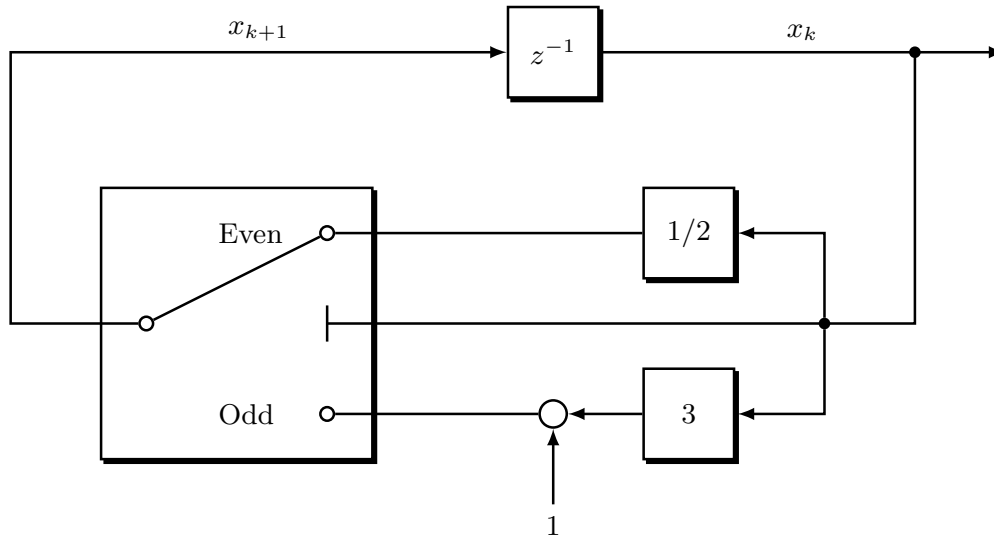 x_{k+1}
z^{-1}
x_k
Even
1/2
Odd
3
1